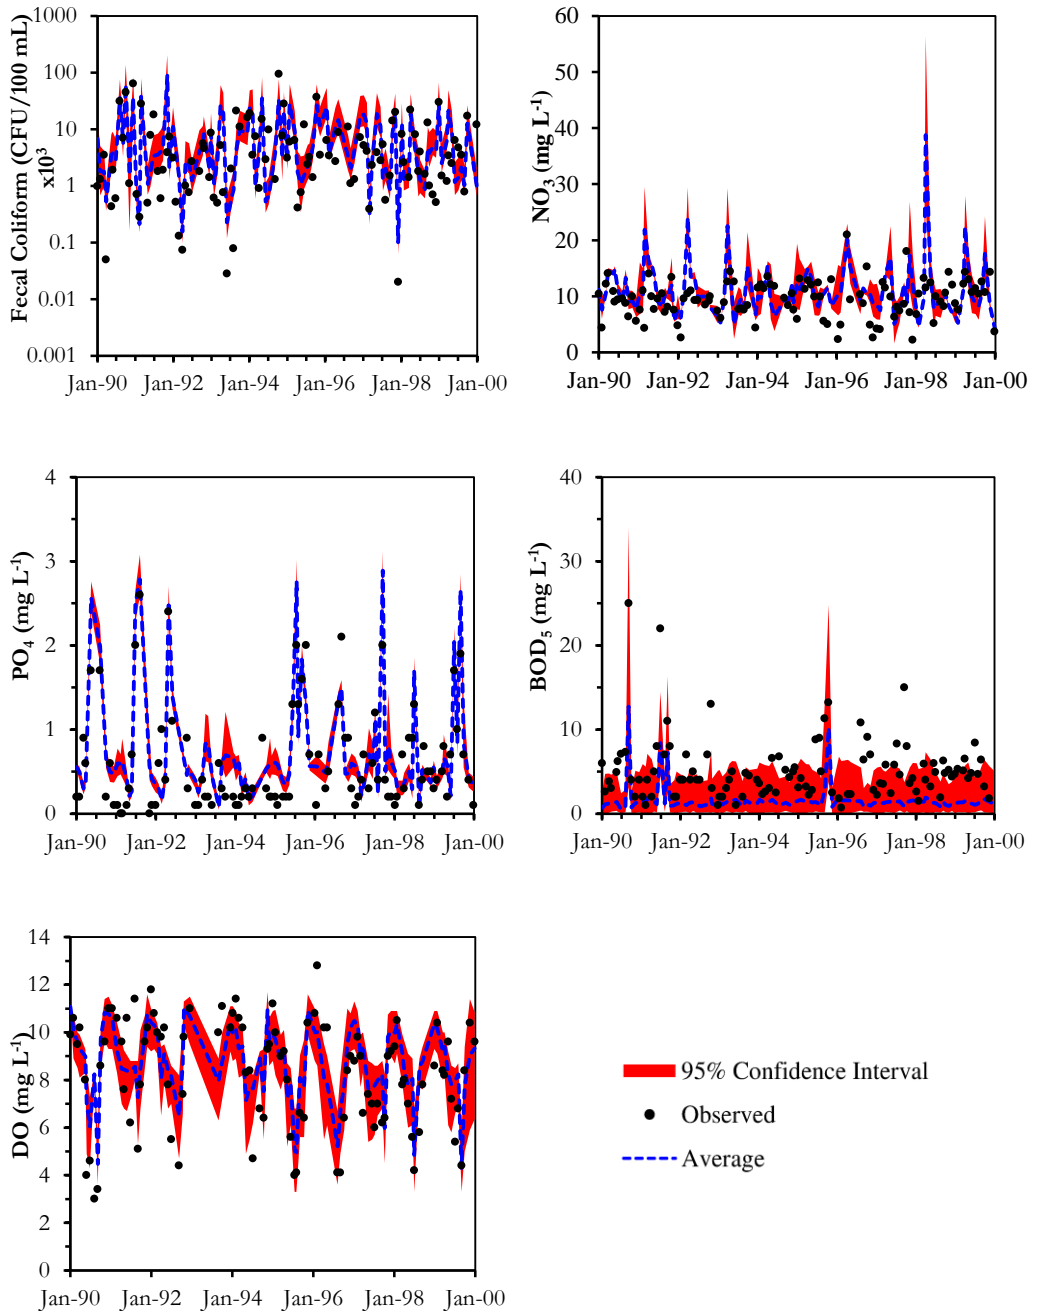 Fecal Coliform (CFU/100 mL)
x10³
1000
100
10
1
0.1
0.01
0.001
Jan-90 Jan-92 Jan-94 Jan-96 Jan-98 Jan-00
NO₃ (mg L⁻¹)
60
50
40
30
20
10
0
Jan-90 Jan-92 Jan-94 Jan-96 Jan-98 Jan-00
PO₄ (mg L⁻¹)
4
3
2
1
0
Jan-90 Jan-92 Jan-94 Jan-96 Jan-98 Jan-00
BOD₅ (mg L⁻¹)
40
30
20
10
0
Jan-90 Jan-92 Jan-94 Jan-96 Jan-98 Jan-00
DO (mg L⁻¹)
14
12
10
8
6
4
2
0
Jan-90 Jan-92 Jan-94 Jan-96 Jan-98 Jan-00
95% Confidence Interval
Observed
Average